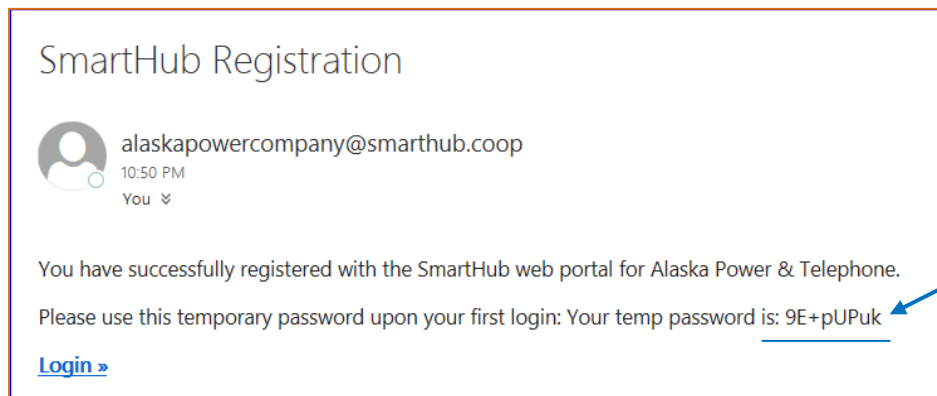 SmartHub Registration
alaskapowercompany@smarthub.coop
10:50 PM
You
You have successfully registered with the SmartHub web portal for Alaska Power & Telephone.
Please use this temporary password upon your first login: Your temp password is: 9E+pUPuk
Login »